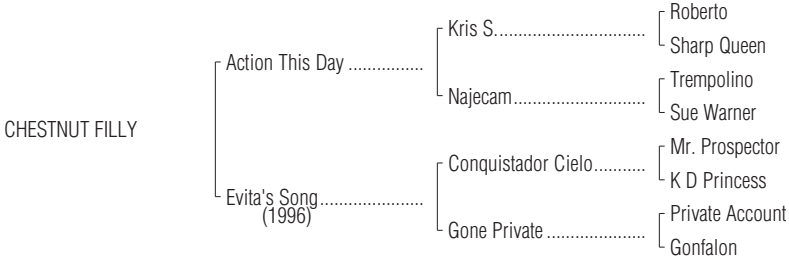 Roberto
Kris S..............................
Sharp Queen
Action This Day ................
Trempolino
Najecam............................
Sue Warner
CHESTNUT FILLY
Mr. Prospector
Conquistador Cielo...........
K D Princess
Evita's Song......................
(1996)
Private Account
Gone Private .....................
Gonfalon